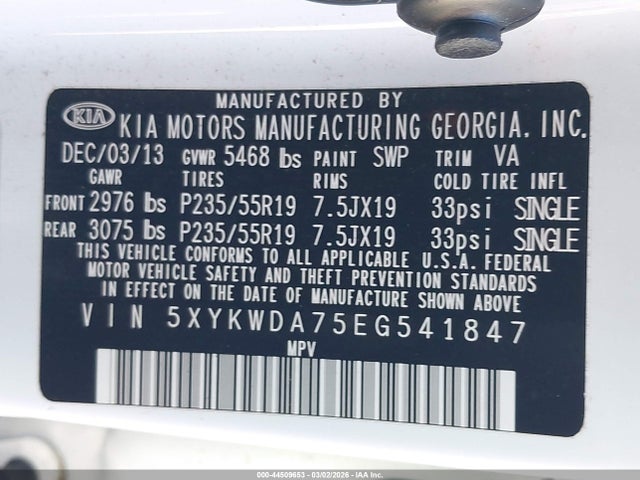 MANUFACTURED BY
KIA KIA MOTORS MANUFACTURING GEORGIA, INC.
DEC/03/13 GVWR 5468 lbs PAINT SWP TRIM VA
GAWR TIRES RIMS COLD TIRE INFL
FRONT 2976 lbs P235/55R19 7.5JX19 33psi SINGLE
REAR 3075 lbs P235/55R19 7.5JX19 33psi SINGLE
THIS VEHICLE CONFORMS TO ALL APPLICABLE U.S.A. FEDERAL
MOTOR VEHICLE SAFETY AND THEFT PREVENTION STANDARDS
IN EFFECT ON THE DATE OF MANUFACTURE SHOWN ABOVE
VIN 5XYKWDA75EG541847
MPV
000-44509653 - 03/02/2026 - IAA Inc.